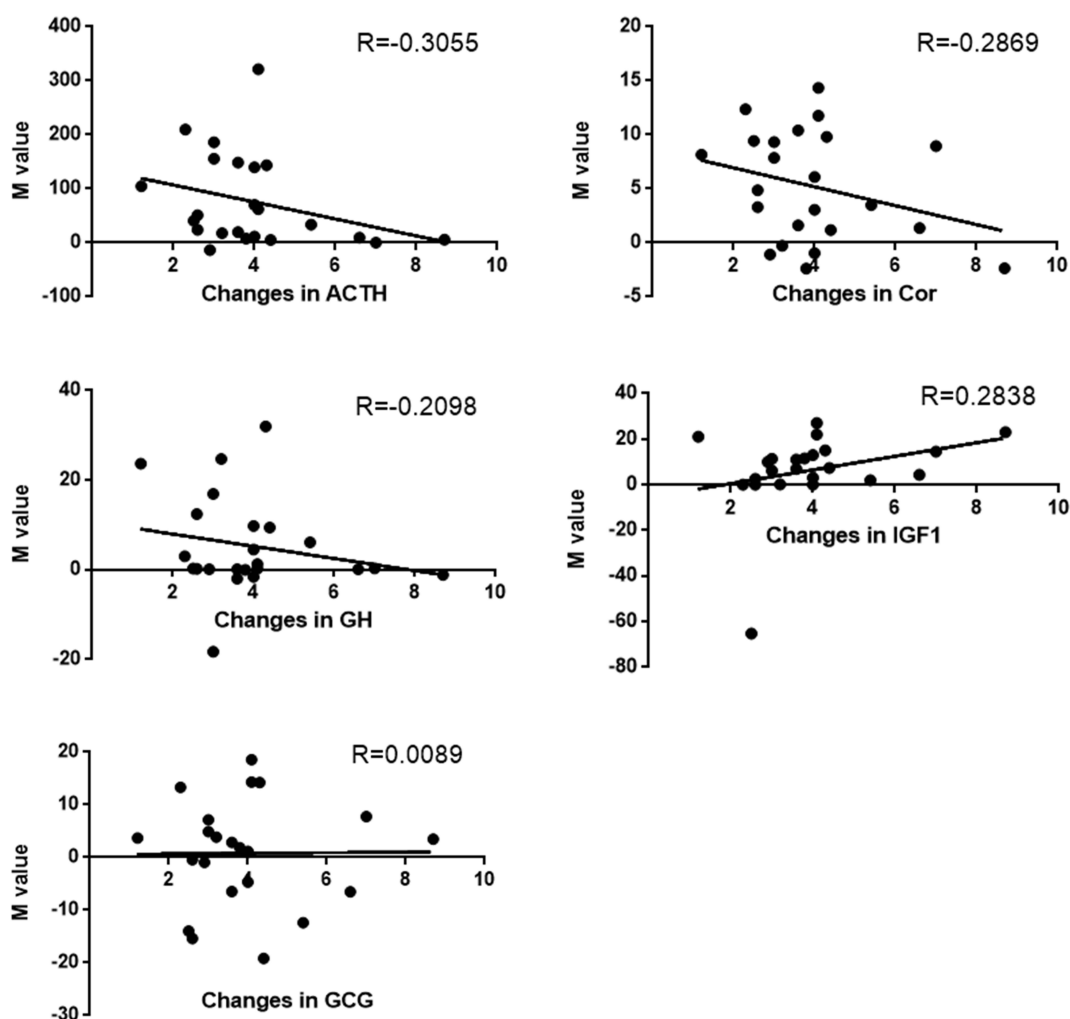 400
300
200
100
0
-100
M value
2 4 6 8 10
Changes in ACTH
R=-0.3055
20
15
10
5
0
-5
M value
2 4 6 8 10
Changes in Cor
R=-0.2869
40
20
0
-20
M value
2 4 6 8 10
Changes in GH
R=-0.2098
40
20
0
-20
-40
-60
-80
M value
2 4 6 8 10
Changes in IGF1
R=0.2838
20
10
0
-10
-20
-30
M value
2 4 6 8 10
Changes in GCG
R=0.0089